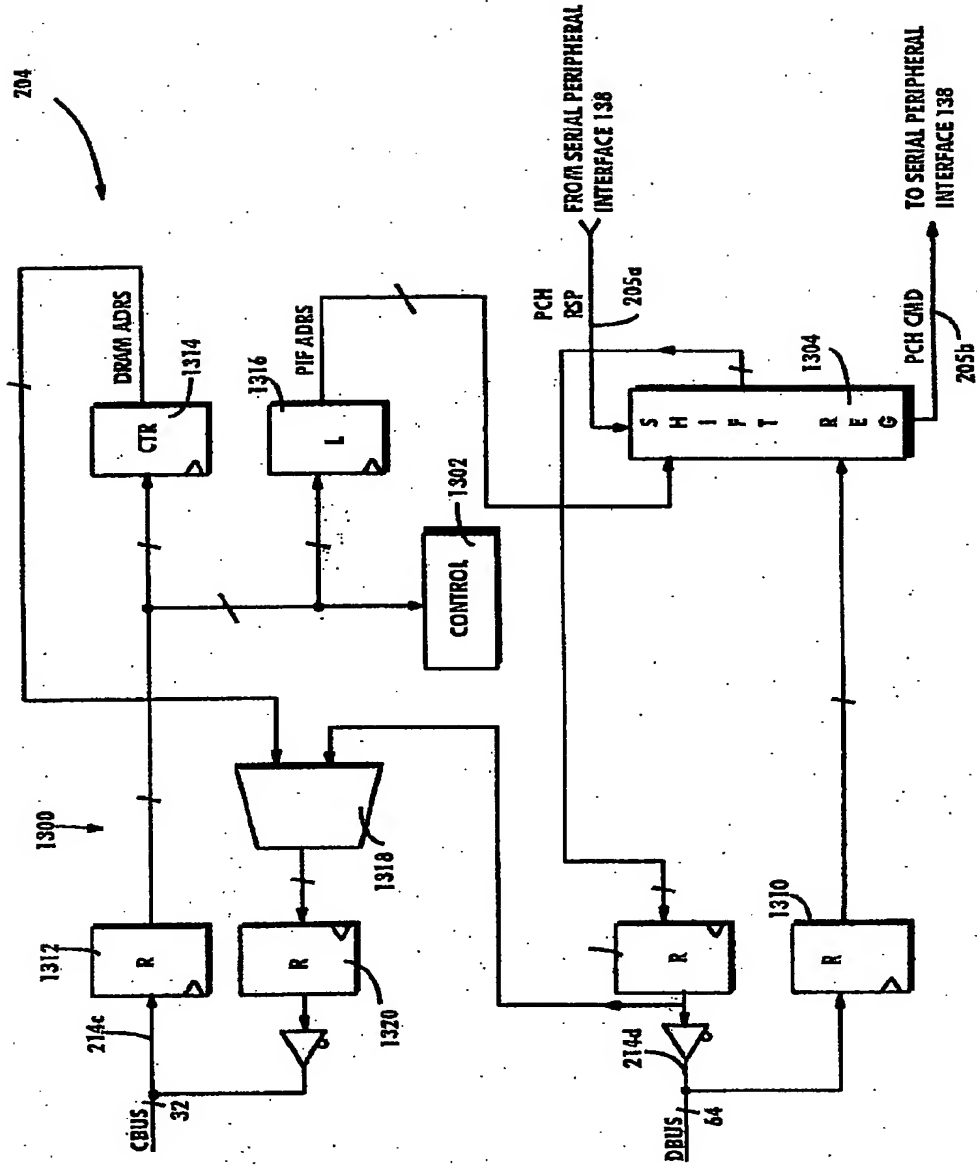 204
DRAM ADRS
CTR
1314
1316
PIF ADRS
L
1302
CONTROL
1300
1312
R
214c
CBUS
32
1318
R
1320
FROM SERIAL PERIPHERAL
INTERFACE 138
PCH
RSP
205a
SHIFT REG
1304
PCH CMD
TO SERIAL PERIPHERAL
INTERFACE 138
205b
R
214d
DBUS
64
1310
R